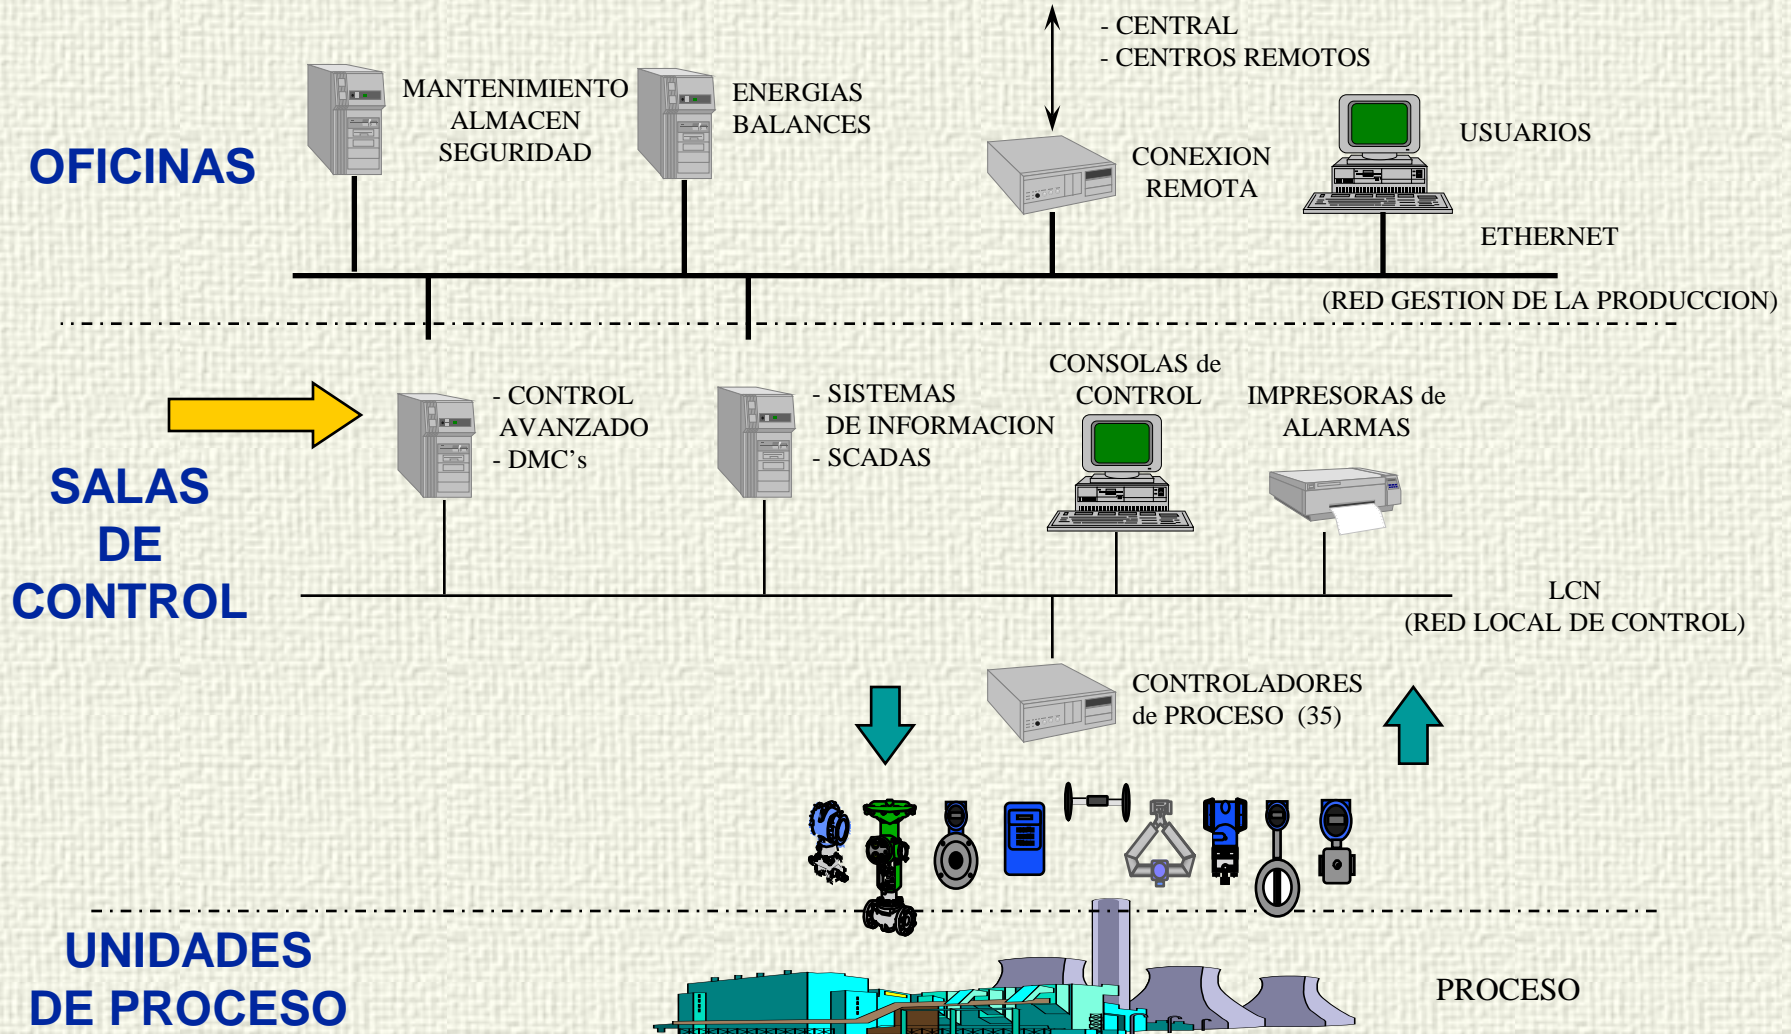 - CENTRAL
- CENTROS REMOTOS
MANTENIMIENTO
ALMACEN
SEGURIDAD
ENERGIAS
BALANCES
CONEXION
REMOTA
USUARIOS
OFICINAS
ETHERNET
(RED GESTION DE LA PRODUCCION)
- CONTROL
AVANZADO
- DMC's
- SISTEMAS
DE INFORMACION
- SCADAS
CONSOLAS de
CONTROL
IMPRESORAS de
ALARMAS
SALAS
DE
CONTROL
LCN
(RED LOCAL DE CONTROL)
CONTROLADORES
de PROCESO (35)
UNIDADES
DE PROCESO
PROCESO